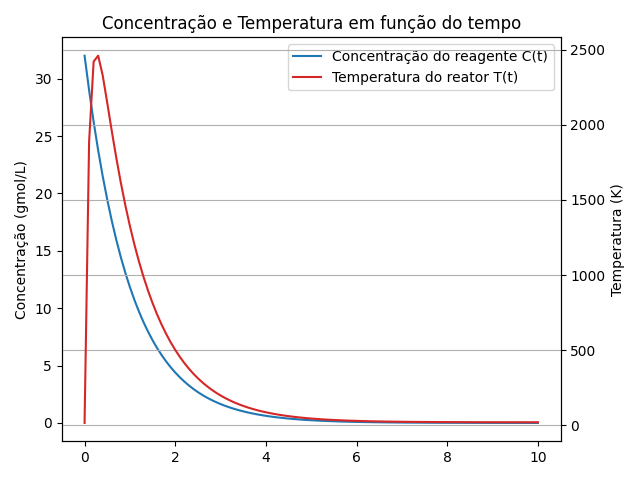 Concentração e Temperatura em função do tempo
Concentração do reagente C(t)
Temperatura do reator T(t)
Concentração (gmol/L)
30
25
20
15
10
5
0
2500
2000
1500
1000
500
0
Temperatura (K)
0 2 4 6 8 10